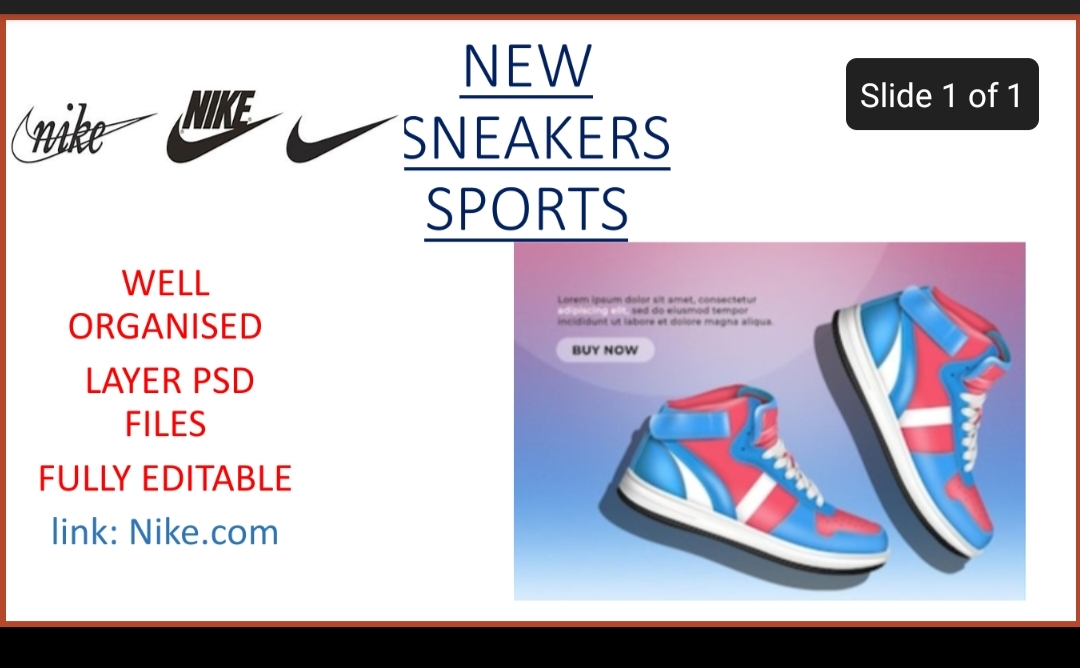 nike
NIKE
NEW
SNEAKERS
SPORTS
Slide 1 of 1
WELL
ORGANISED
LAYER PSD
FILES
FULLY EDITABLE
link: Nike.com
Lorem ipsum dolor sit amet, consectetur
adipiscing elit, sed do eiusmod tempor
incididunt ut labore et dolore magna aliqua.
BUY NOW